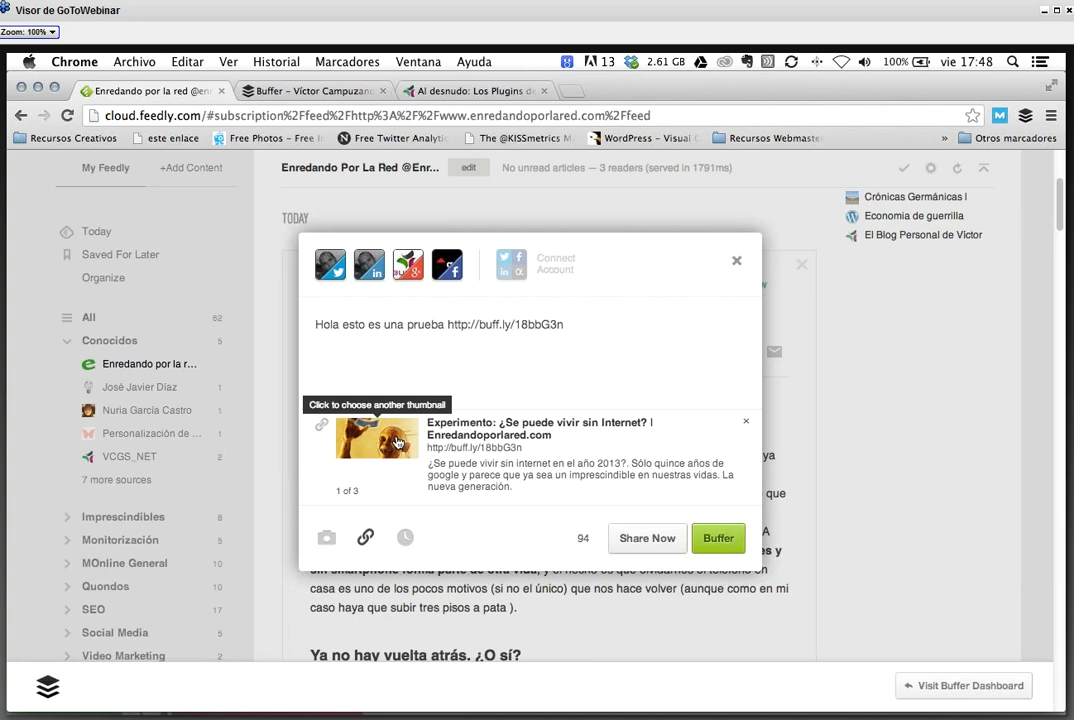 Visor de GoToWebinar
Zoom: 100%
Chrome Archivo Editar Ver Historial Marcadores Ventana Ayuda 13 2.61 GB 100% vie 17:48
Enredando por la red @en Buffer – Víctor Campuzano Al desnudo: Los Plugins de
cloud.feedly.com/#subscription%2Ffeed%2Fhttp%3A%2F%2Fwww.enredandoporlared.com%2Ffeed
Recursos Creativos este enlace Free Photos - Free Free Twitter Analytic The @KISSmetrics M WordPress – Visual Recursos Webmaster » Otros marcadores
My Feedly +Add Content
Enredando Por La Red @Enr... edit No unread articles — 3 readers (served in 1791ms)
Crónicas Germánicas |
Economia de guerrilla
El Blog Personal de Víctor
TODAY
Today
Saved For Later
Organize
All 62
Conocidos 5
Enredando por la r...
José Javier Díaz 1
Nuria García Castro 1
Personalización de ... 1
VCGS_NET 1
7 more sources
Imprescindibles 6
Monitorización 5
MOnline General 10
Quondos 10
SEO 17
Social Media 5
Video Marketing 2
Connect
Account
Hola esto es una prueba http://buff.ly/18bbG3n
Click to choose another thumbnail
Experimento: ¿Se puede vivir sin Internet? |
Enredandoporlared.com
http://buff.ly/18bbG3n
¿Se puede vivir sin internet en el año 2013?. Sólo quince años de
google y parece que ya sea un imprescindible en nuestras vidas. La
nueva generación.
1 of 3
94 Share Now Buffer
ya
que
A
es y
casa es uno de los pocos motivos (si no el único) que nos hace volver (aunque como en mi
caso haya que subir tres pisos a pata ).
Ya no hay vuelta atrás. ¿O sí?
Visit Buffer Dashboard